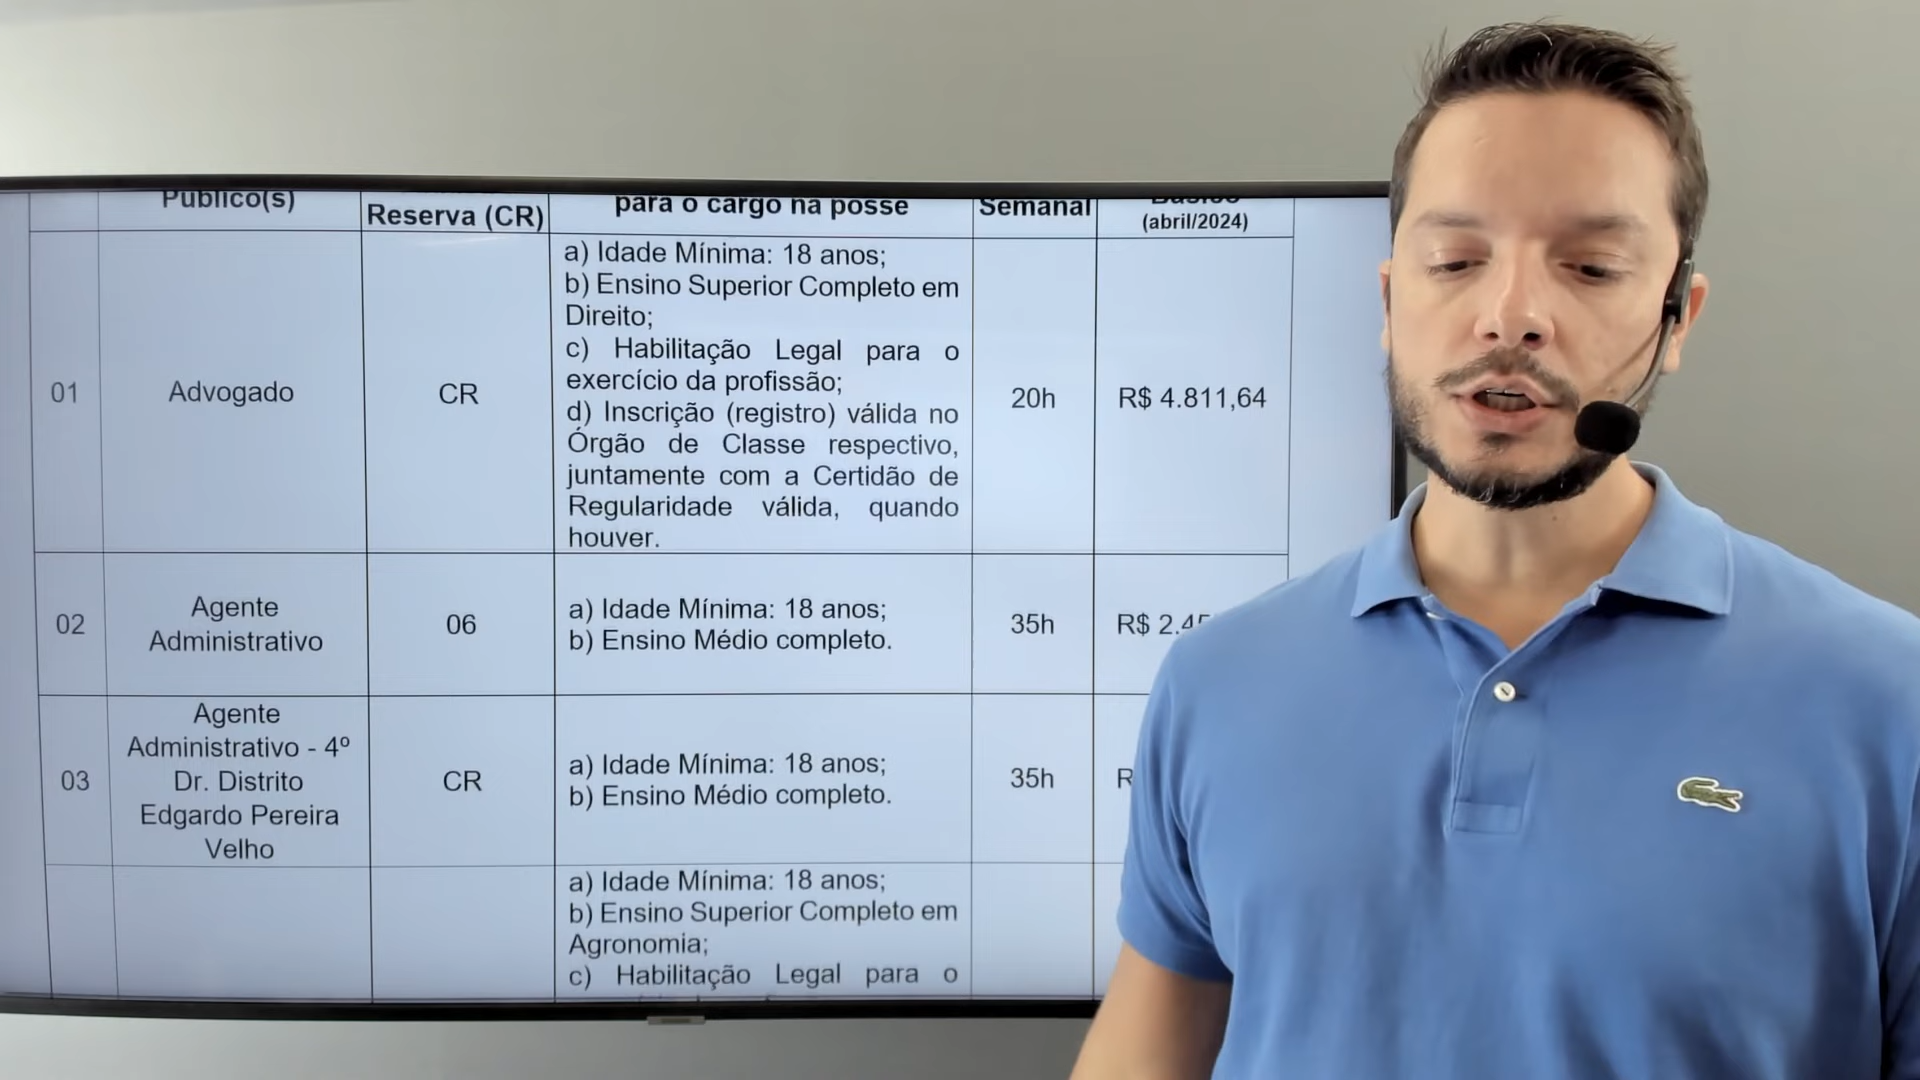 Público(s)
Reserva (CR)
para o cargo na posse
Semanal
Básico
(abril/2024)
01
Advogado
CR
a) Idade Mínima: 18 anos;
b) Ensino Superior Completo em
Direito;
c) Habilitação Legal para o
exercício da profissão;
d) Inscrição (registro) válida no
Órgão de Classe respectivo,
juntamente com a Certidão de
Regularidade válida, quando
houver.
20h
R$ 4.811,64
02
Agente
Administrativo
06
a) Idade Mínima: 18 anos;
b) Ensino Médio completo.
35h
R$ 2.45
03
Agente
Administrativo - 4º
Dr. Distrito
Edgardo Pereira
Velho
CR
a) Idade Mínima: 18 anos;
b) Ensino Médio completo.
35h
R
a) Idade Mínima: 18 anos;
b) Ensino Superior Completo em
Agronomia;
c) Habilitação Legal para o